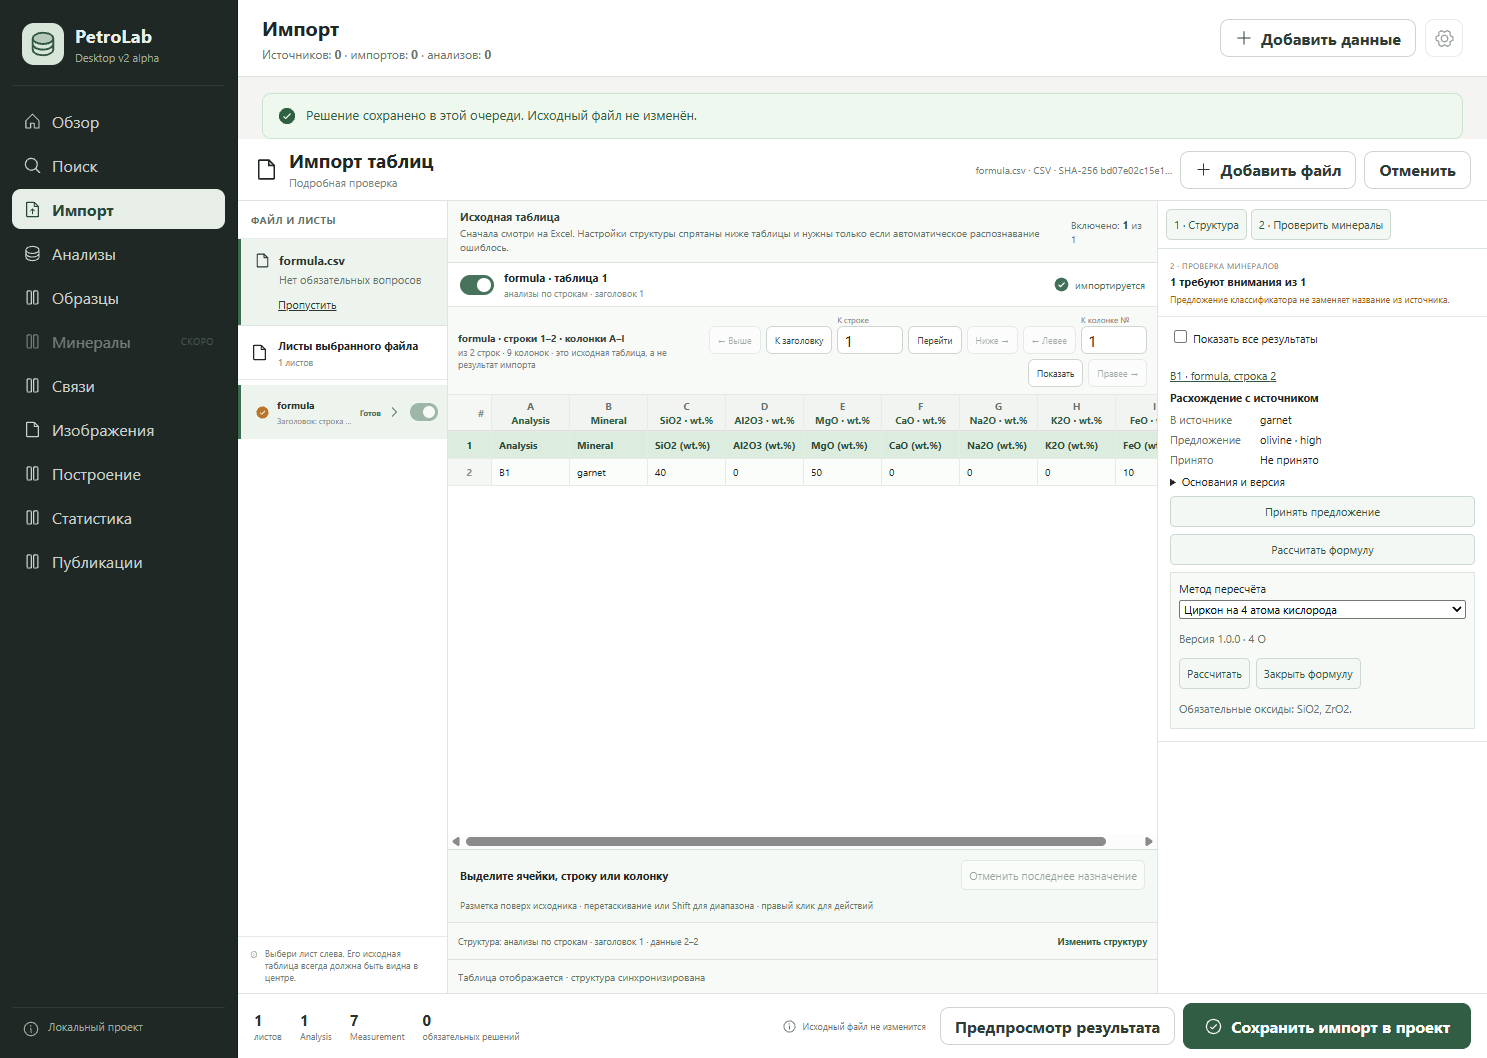 PetroLab
Desktop v2 alpha
Обзор
Поиск
Импорт
Анализы
Образцы
Минералы
СКОРО
Связи
Изображения
Построение
Статистика
Публикации
Локальный проект
Импорт
Источников: 0 · импортов: 0 · анализов: 0
Добавить данные
Решение сохранено в этой очереди. Исходный файл не изменён.
Импорт таблиц
Подробная проверка
formula.csv · CSV · SHA-256 bd07e02c15e1...
Добавить файл
Отменить
ФАЙЛ И ЛИСТЫ
formula.csv
Нет обязательных вопросов
Пропустить
Листы выбранного файла
1 листов
formula
Заголовок: строка ...
Готов
Выбери лист слева. Его исходная
таблица всегда должна быть видна в
центре.
Исходная таблица
Сначала смотри на Excel. Настройки структуры спрятаны ниже таблицы и нужны только если автоматическое распознавание
ошиблось.
Включено: 1 из
1
formula · таблица 1
анализы по строкам · заголовок 1
импортируется
formula · строки 1–2 · колонки A–I
из 2 строк · 9 колонок · это исходная таблица, а не
результат импорта
← Выше
К заголовку
К строке
1
Перейти
Ниже →
← Левее
К колонке №
1
Показать
Правее →
# A B C D E F G H I
Analysis Mineral SiO2 · wt.% Al2O3 · wt.% MgO · wt.% CaO · wt.% Na2O · wt.% K2O · wt.% FeO ·
1 Analysis Mineral SiO2 (wt.%) Al2O3 (wt.%) MgO (wt.%) CaO (wt.%) Na2O (wt.%) K2O (wt.%) FeO (wt
2 B1 garnet 40 0 50 0 0 0 10
Выделите ячейки, строку или колонку
Отменить последнее назначение
Разметка поверх исходника · перетаскивание или Shift для диапазона · правый клик для действий
Структура: анализы по строкам · заголовок 1 · данные 2–2
Изменить структуру
Таблица отображается · структура синхронизирована
1 · Структура
2 · Проверить минералы
2 · ПРОВЕРКА МИНЕРАЛОВ
1 требуют внимания из 1
Предложение классификатора не заменяет название из источника.
Показать все результаты
B1 · formula, строка 2
Расхождение с источником
В источнике garnet
Предложение olivine · high
Принято Не принято
Основания и версия
Принять предложение
Рассчитать формулу
Метод пересчёта
Циркон на 4 атома кислорода
Версия 1.0.0 · 4 O
Рассчитать
Закрыть формулу
Обязательные оксиды: SiO2, ZrO2.
1 листов
1 Analysis
7 Measurement
0 обязательных решений
Исходный файл не изменится
Предпросмотр результата
Сохранить импорт в проект